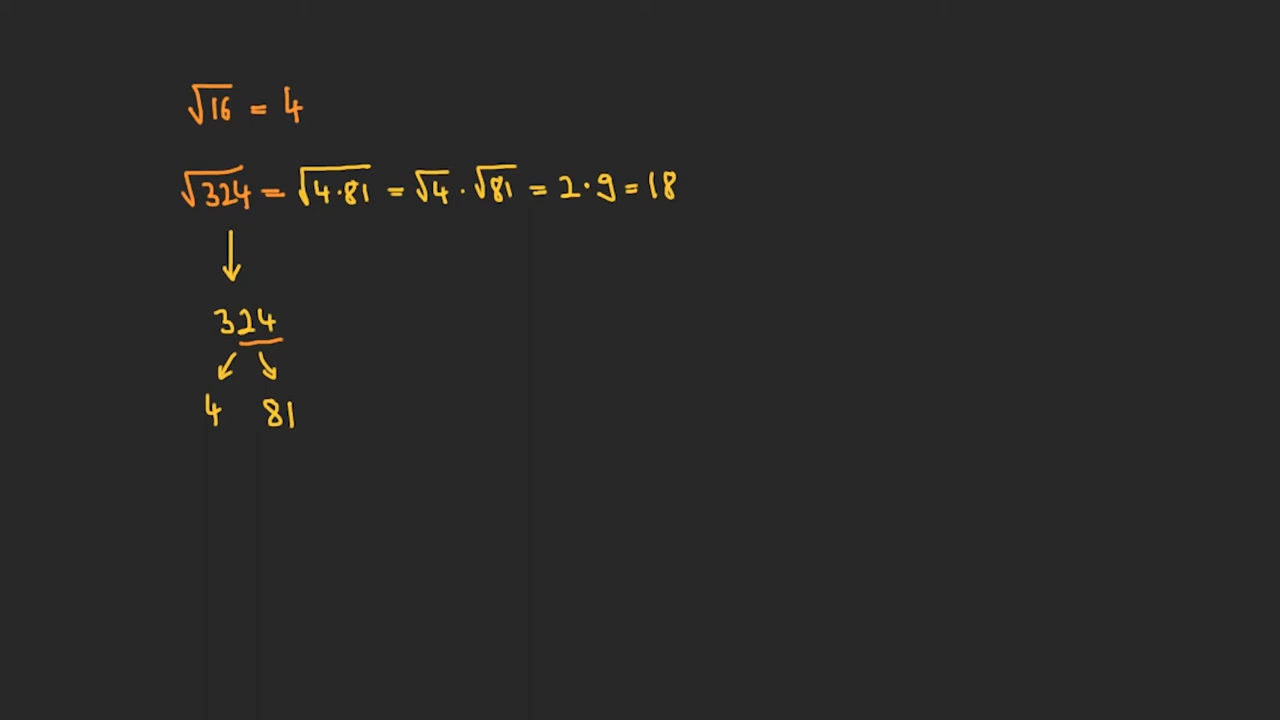 √16 = 4
√324 = √4·81 = √4 · √81 = 2·9 = 18
324
4 81